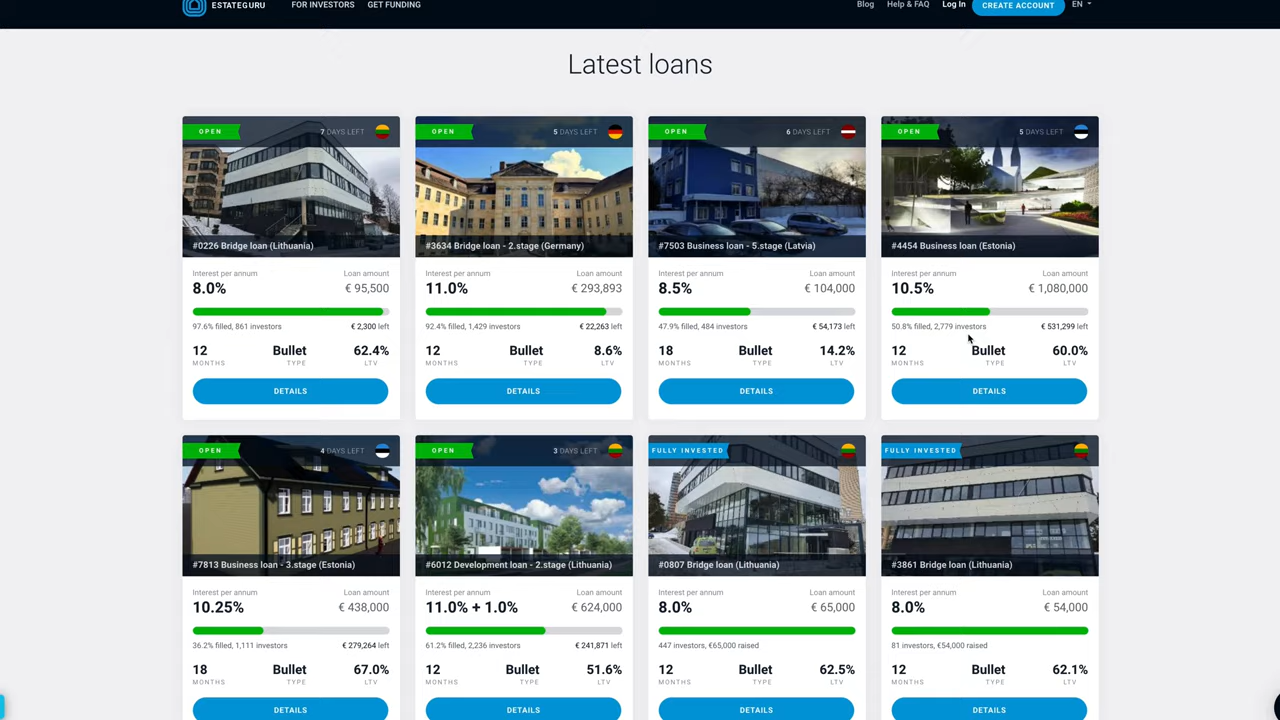 ESTATEGURU FOR INVESTORS GET FUNDING Blog Help & FAQ Log In CREATE ACCOUNT EN
Latest loans
OPEN 7 DAYS LEFT
#0226 Bridge loan (Lithuania)
Interest per annum Loan amount
8.0% € 95,500
97.6% filled, 861 investors € 2,300 left
12 Bullet 62.4%
MONTHS TYPE LTV
DETAILS
OPEN 5 DAYS LEFT
#3634 Bridge loan - 2.stage (Germany)
Interest per annum Loan amount
11.0% € 293,893
92.4% filled, 1,429 investors € 22,263 left
12 Bullet 8.6%
MONTHS TYPE LTV
DETAILS
OPEN 6 DAYS LEFT
#7503 Business loan - 5.stage (Latvia)
Interest per annum Loan amount
8.5% € 104,000
47.9% filled, 484 investors € 54,173 left
18 Bullet 14.2%
MONTHS TYPE LTV
DETAILS
OPEN 5 DAYS LEFT
#4454 Business loan (Estonia)
Interest per annum Loan amount
10.5% € 1,080,000
50.8% filled, 2,779 investors € 531,299 left
12 Bullet 60.0%
MONTHS TYPE LTV
DETAILS
OPEN 4 DAYS LEFT
#7813 Business loan - 3.stage (Estonia)
Interest per annum Loan amount
10.25% € 438,000
36.2% filled, 1,111 investors € 279,264 left
18 Bullet 67.0%
MONTHS TYPE LTV
DETAILS
OPEN 3 DAYS LEFT
#6012 Development loan - 2.stage (Lithuania)
Interest per annum Loan amount
11.0% + 1.0% € 624,000
61.2% filled, 2,236 investors € 241,871 left
12 Bullet 51.6%
MONTHS TYPE LTV
DETAILS
FULLY INVESTED
#0807 Bridge loan (Lithuania)
Interest per annum Loan amount
8.0% € 65,000
447 investors, €65,000 raised
12 Bullet 62.5%
MONTHS TYPE LTV
DETAILS
FULLY INVESTED
#3861 Bridge loan (Lithuania)
Interest per annum Loan amount
8.0% € 54,000
81 investors, €54,000 raised
12 Bullet 62.1%
MONTHS TYPE LTV
DETAILS